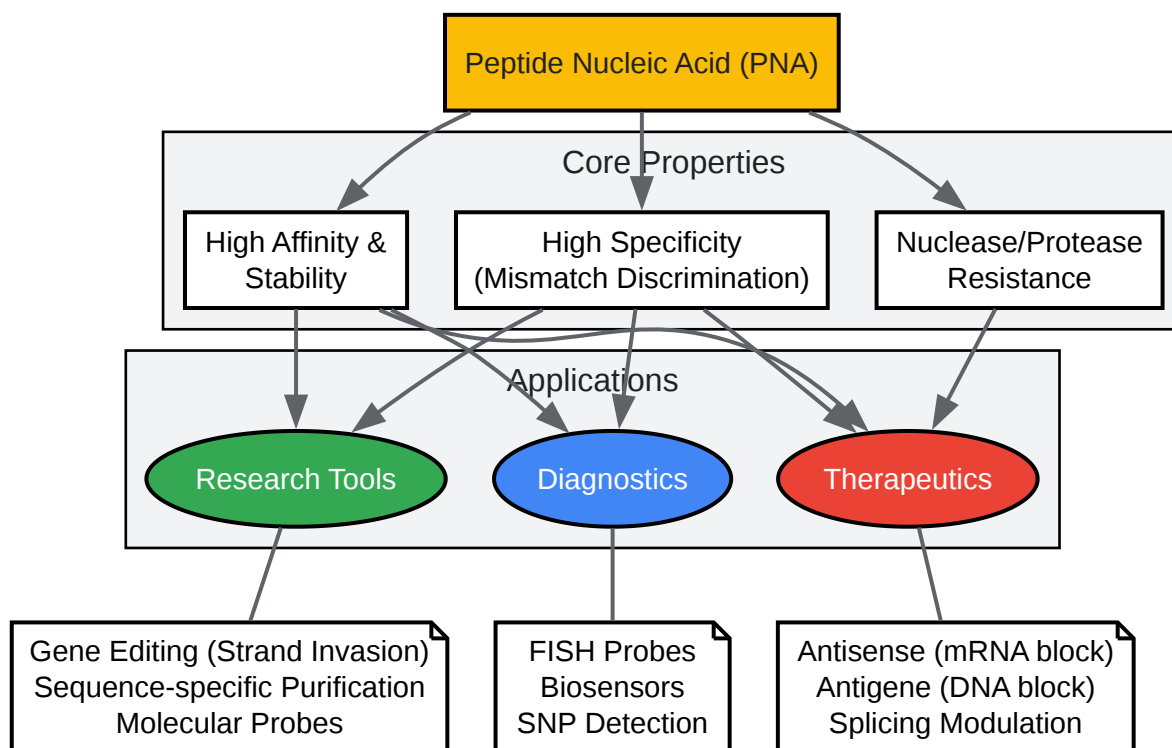 Peptide Nucleic Acid (PNA)
Core Properties
High Affinity &
Stability
High Specificity
(Mismatch Discrimination)
Nuclease/Protease
Resistance
Applications
Research Tools
Diagnostics
Therapeutics
Gene Editing (Strand Invasion)
Sequence-specific Purification
Molecular Probes
FISH Probes
Biosensors
SNP Detection
Antisense (mRNA block)
Antigene (DNA block)
Splicing Modulation